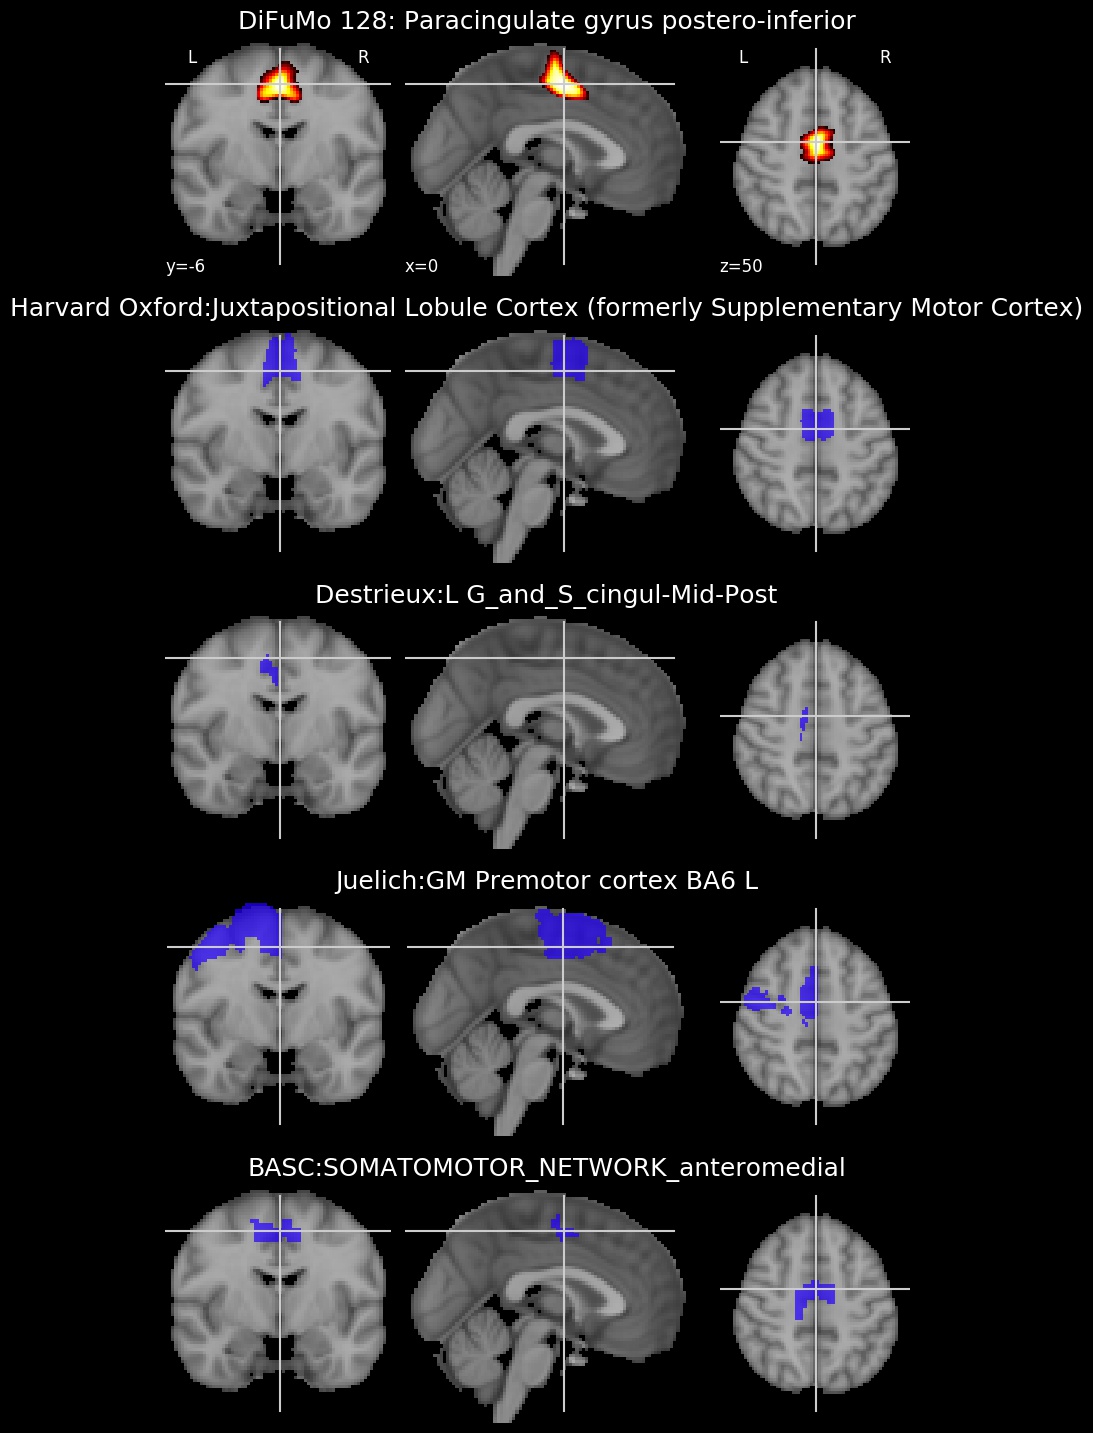 DiFuMo 128: Paracingulate gyrus postero-inferior
L R L R
y=-6 x=0 z=50
Harvard Oxford:Juxtapositional Lobule Cortex (formerly Supplementary Motor Cortex)
Destrieux:L G_and_S_cingul-Mid-Post
Juelich:GM Premotor cortex BA6 L
BASC:SOMATOMOTOR_NETWORK_anteromedial